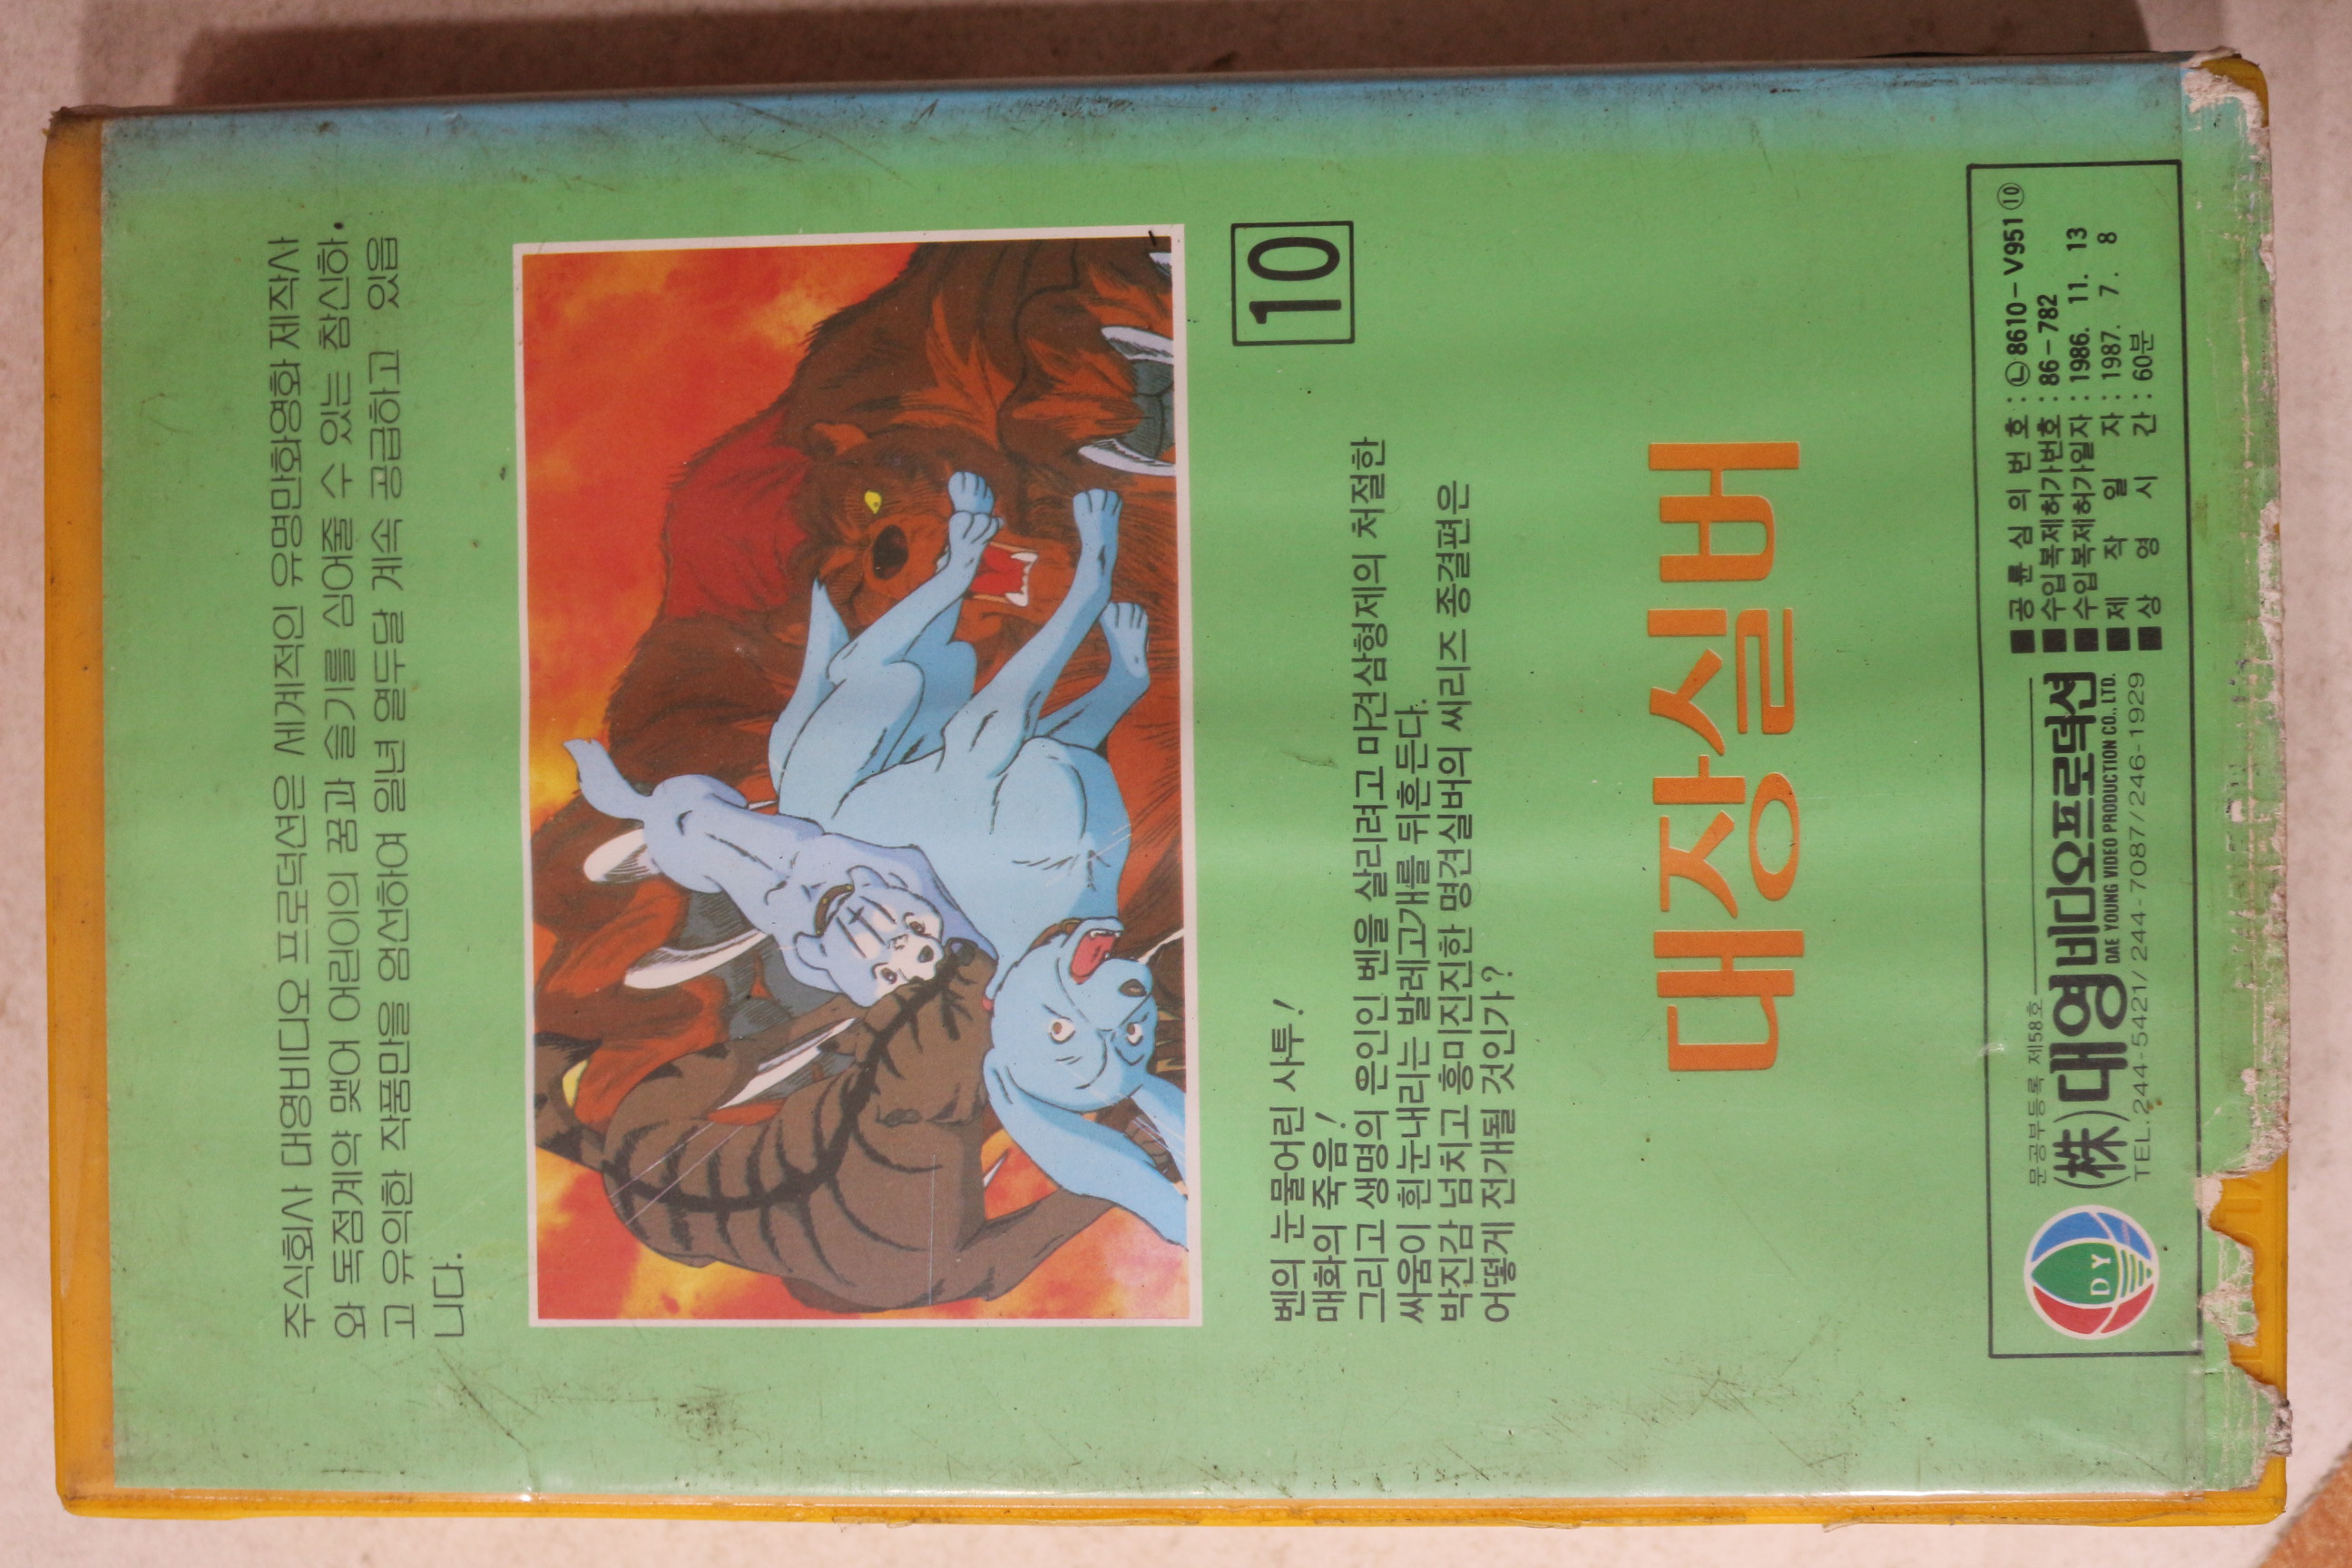 주식회사 대영비디오 프로덕션은 세계적인 유명만화영화 제작사
와 독점계약 맺어 어린이의 꿈과 슬기를 심어줄 수 있는 참신하.
고 유익한 작품만을 엄선하여 일년 열두달 계속 공급하고 있읍
니다.
10
벤의 눈물어린 사투!
매화의 죽음!
그리고 생명의 은인인 벤을 살리려고 마견삼형제의 처절한
싸움이 흰눈내리는 발레고개를 뒤흔든다.
박진감 넘치고 흥미진진한 명견실버의 씨리즈 종결편은
어떻게 전개될 것인가?
대장실버
DY
문공부등록 제58호
(株)대영비디오프로덕션
DAE YOUNG VIDEO PRODUCTION CO., LTD.
TEL. 244-5421/244-7087/246-1929
■공륜심의번호 : Ⓛ8610-V951⑩
■수입복제허가번호 : 86-782
■수입복제허가일자 : 1986. 11. 13
■제작일자 : 1987. 7. 8
■상영시간 : 60분